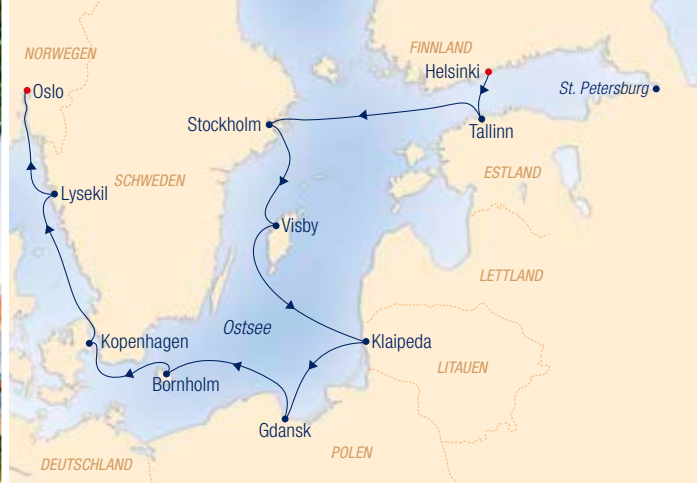 NORWEGEN
FINNLAND
Helsinki
Oslo
St. Petersburg
Stockholm
Tallinn
SCHWEDEN
ESTLAND
Lysekil
Visby
LETTLAND
Ostsee
Kopenhagen
Klaipeda
LITAUEN
Bornholm
Gdansk
POLEN
DEUTSCHLAND